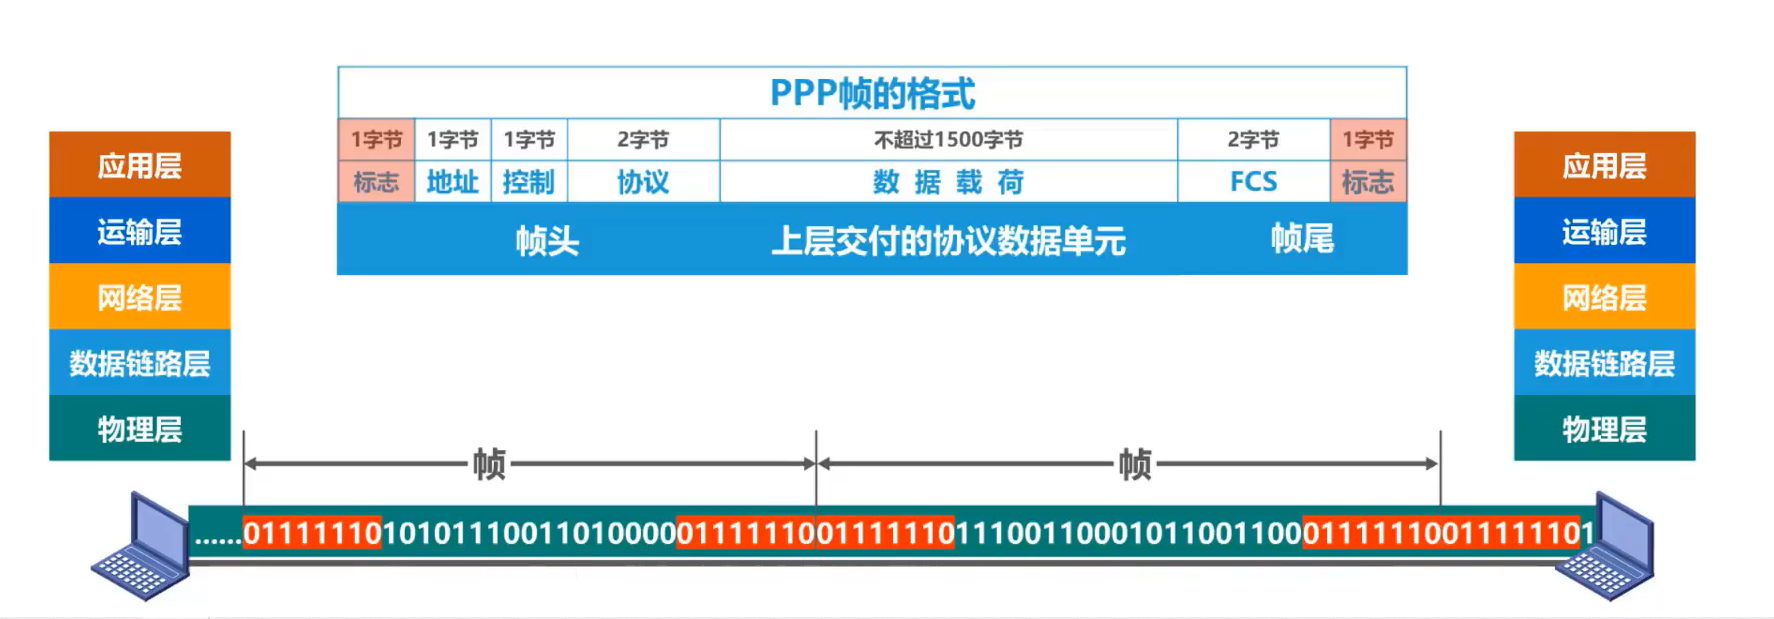 PPP帧的格式
1字节 1字节 1字节 2字节 不超过1500字节 2字节 1字节
标志 地址 控制 协议 数据载荷 FCS 标志
帧头 上层交付的协议数据单元 帧尾
应用层
运输层
网络层
数据链路层
物理层
应用层
运输层
网络层
数据链路层
物理层
帧 帧
......011111101010111001101000001111110011111101110011000101100110001111110011111101